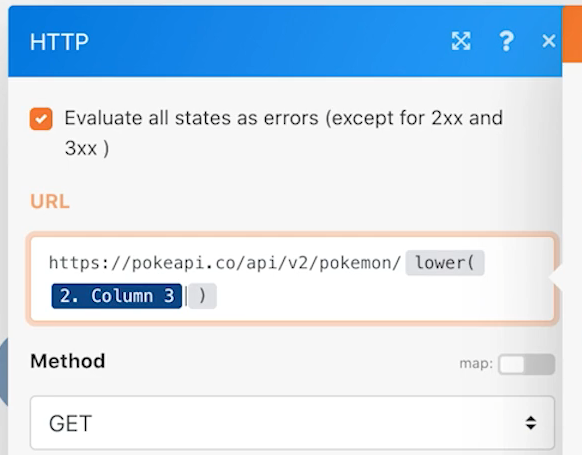 HTTP ?
Evaluate all states as errors (except for 2xx and
3xx )
URL
https://pokeapi.co/api/v2/pokemon/ lower(
2. Column 3 )
Method map:
GET